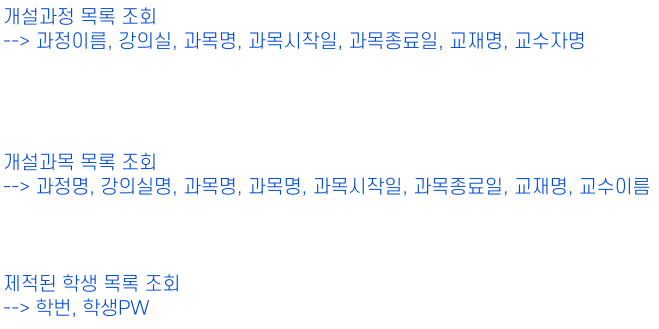 개설과정 목록 조회
--> 과정이름, 강의실, 과목명, 과목시작일, 과목종료일, 교재명, 교수자명
개설과목 목록 조회
--> 과정명, 강의실명, 과목명, 과목명, 과목시작일, 과목종료일, 교재명, 교수이름
제적된 학생 목록 조회
--> 학번, 학생PW